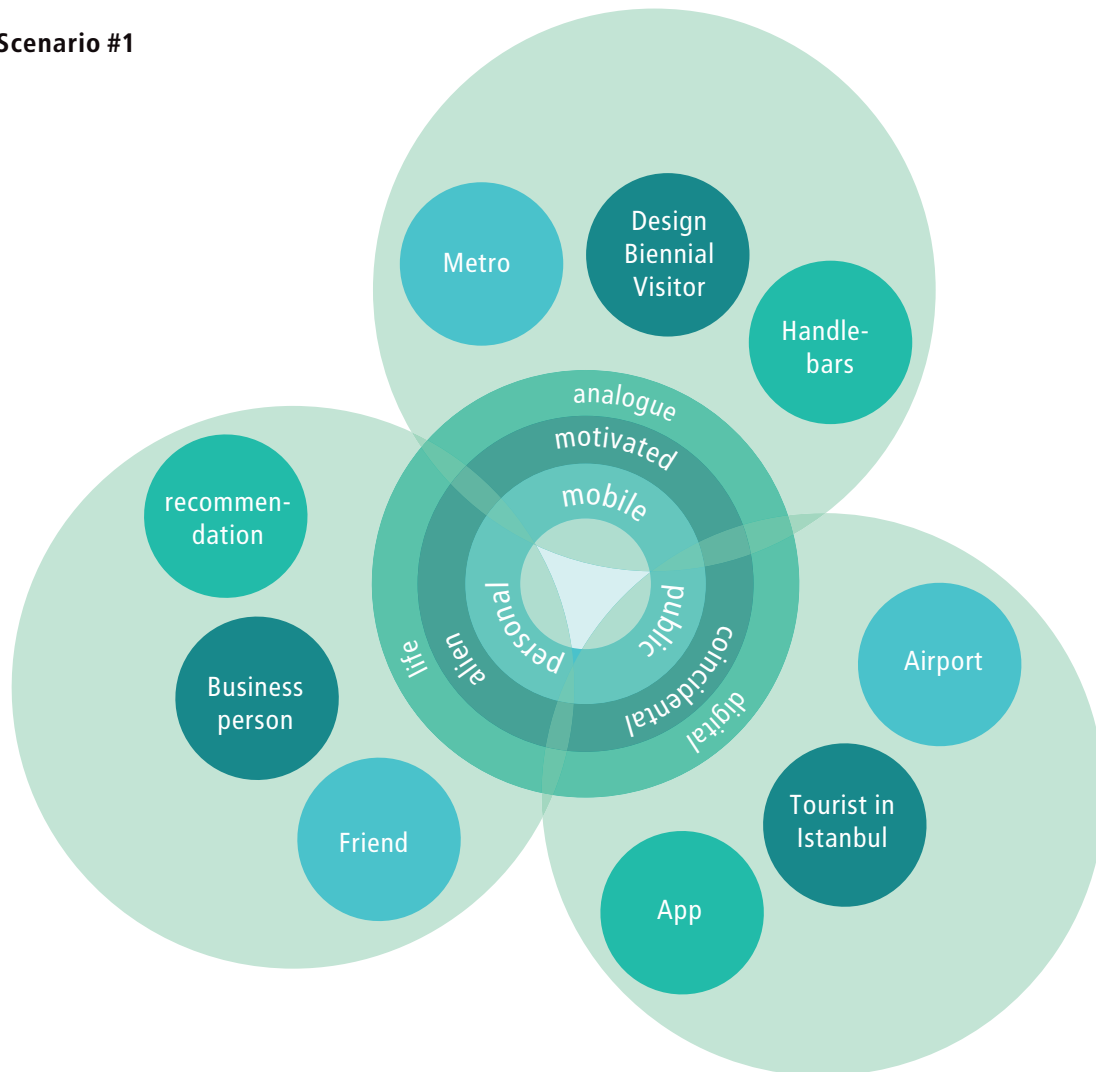 Scenario #1
Metro
Design
Biennial
Visitor
Handle-
bars
analogue
motivated
mobile
personal
public
alien
coincidental
life
digital
recommen-
dation
Business
person
Friend
Airport
Tourist in
Istanbul
App